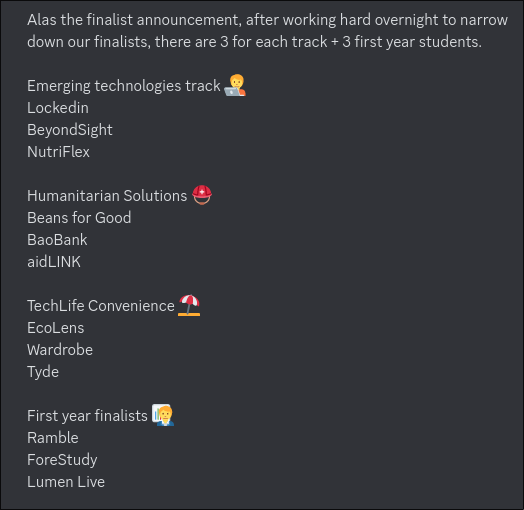 Alas the finalist announcement, after working hard overnight to narrow
down our finalists, there are 3 for each track + 3 first year students.
Emerging technologies track 🧑‍💻
Lockedin
BeyondSight
NutriFlex
Humanitarian Solutions ⛑️
Beans for Good
BaoBank
aidLINK
TechLife Convenience ⛱️
EcoLens
Wardrobe
Tyde
First year finalists 🧑‍💼
Ramble
ForeStudy
Lumen Live